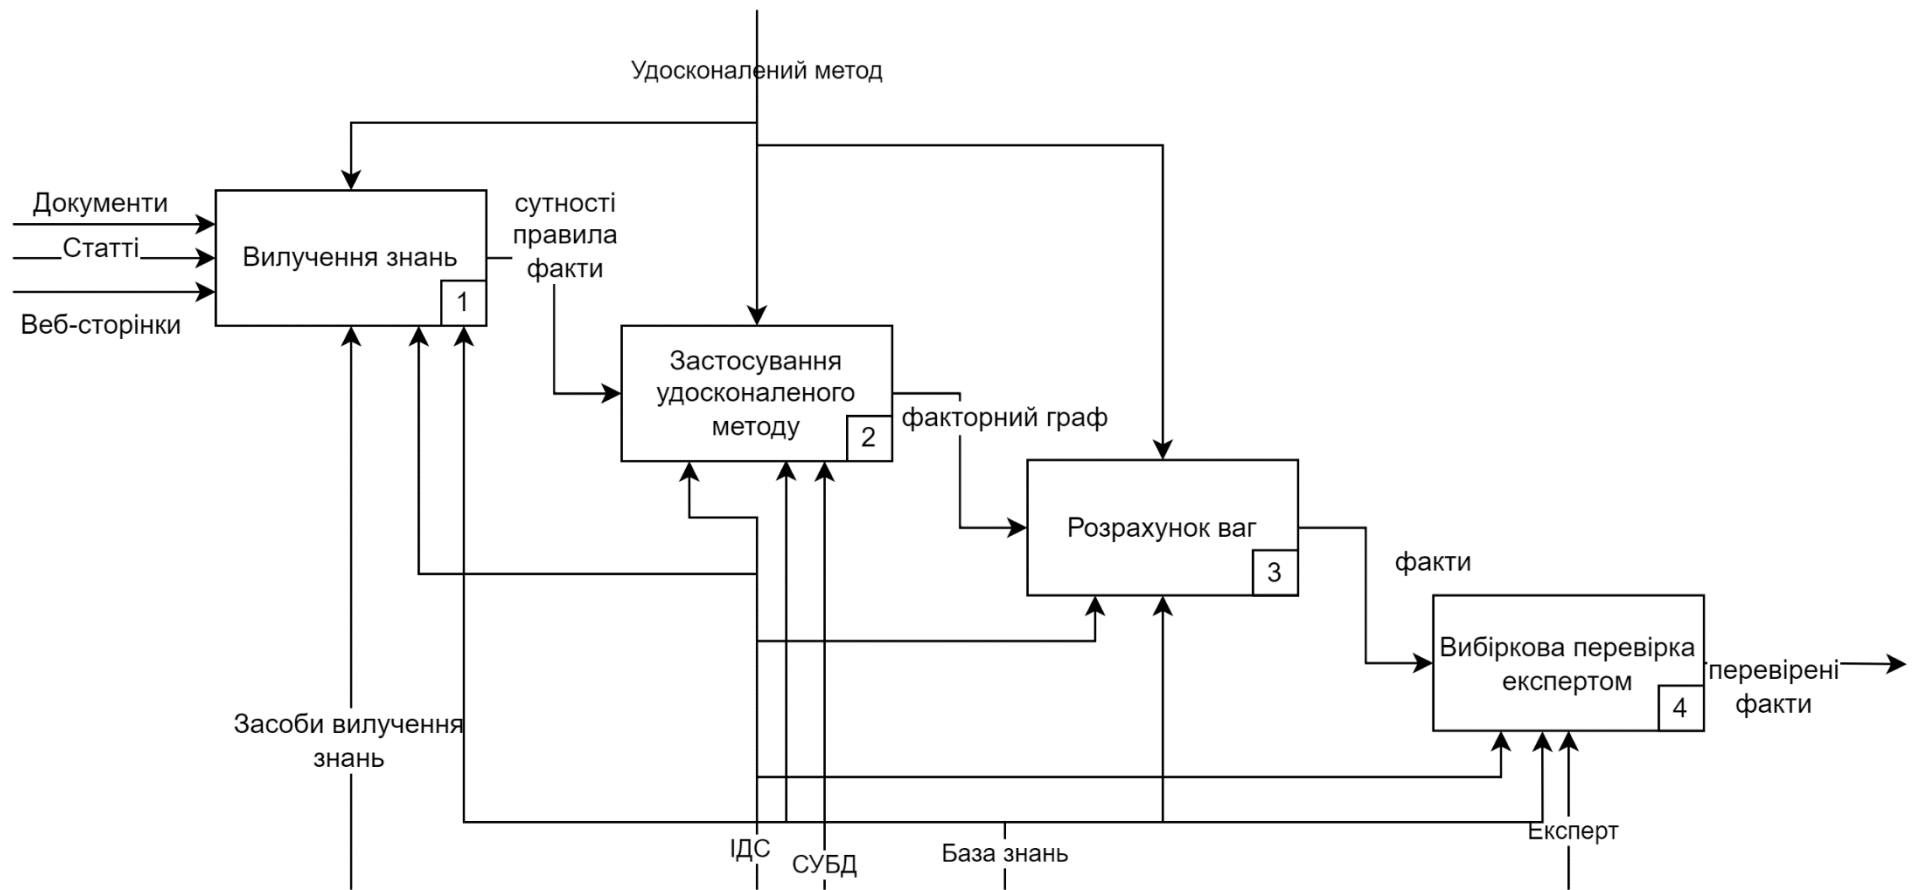 Удосконалений метод
Документи
Статті
Веб-сторінки
Вилучення знань
1
сутності
правила
факти
Застосування
удосконаленого
методу
2
факторний граф
Розрахунок ваг
3
факти
Вибіркова перевірка
експертом
4
перевірені
факти
Засоби вилучення
знань
ІДС
СУБД
База знань
Експерт